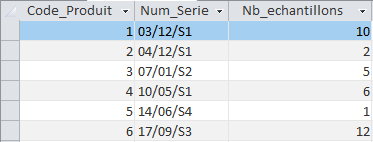 Code_Produit Num_Serie Nb_echantillons
1 03/12/S1 10
2 04/12/S1 2
3 07/01/S2 5
4 10/05/S1 6
5 14/06/S4 1
6 17/09/S3 12